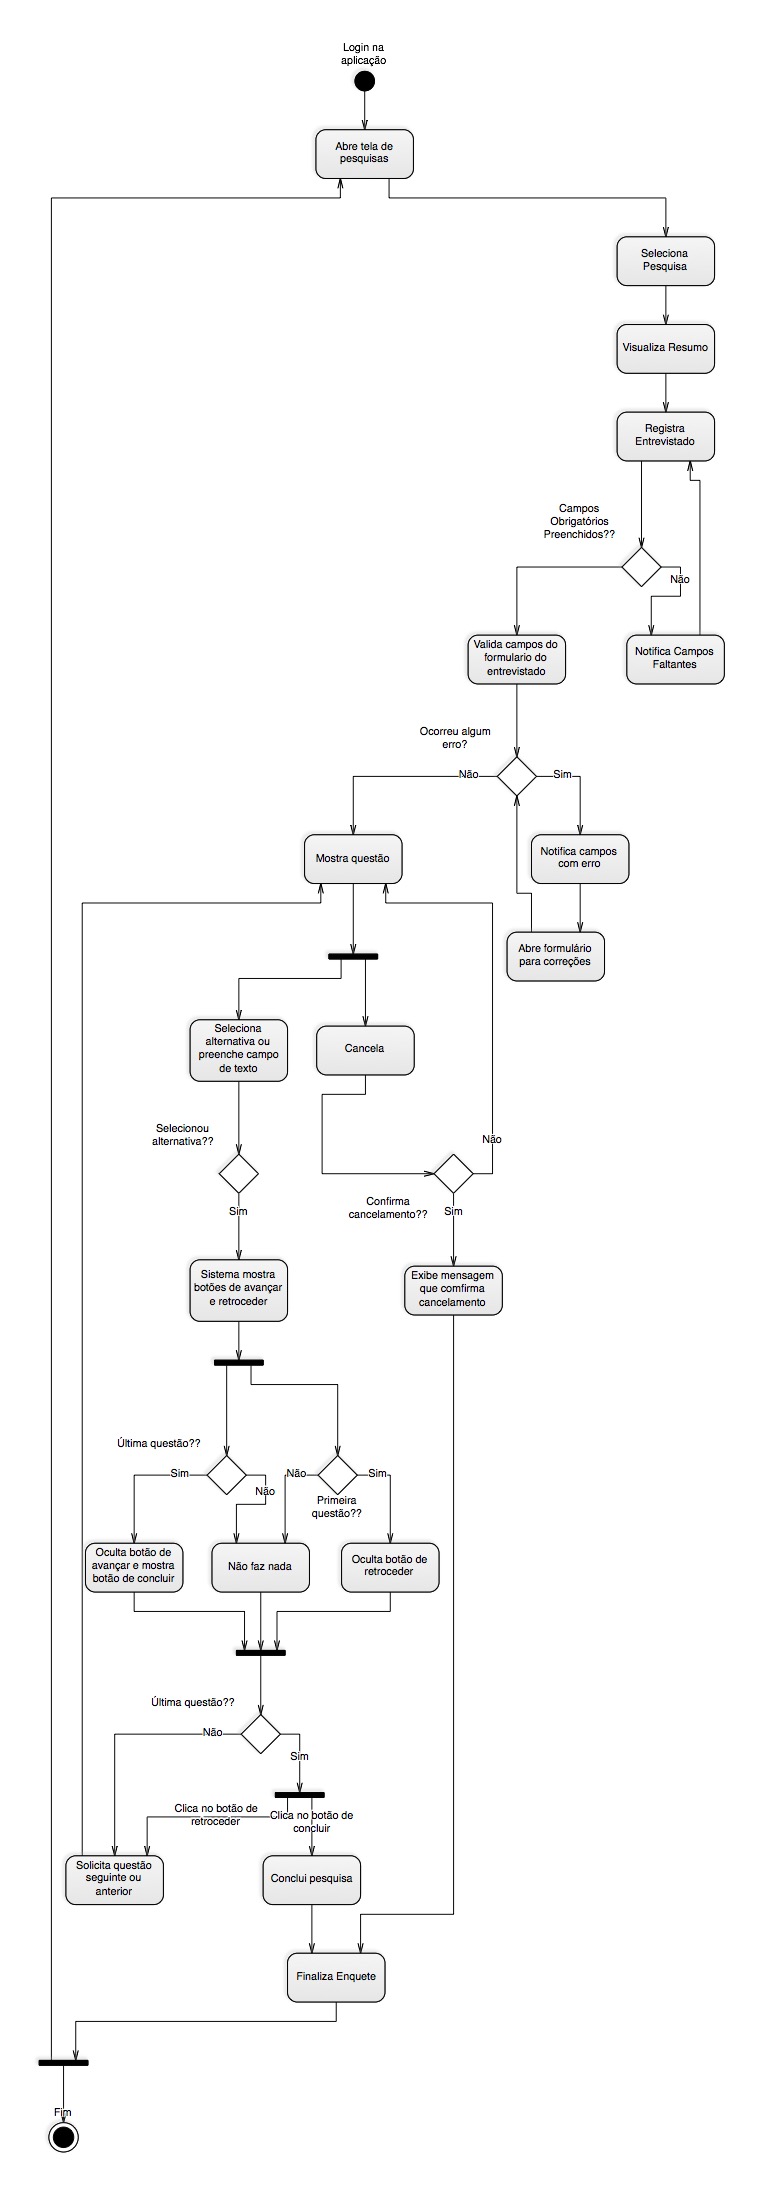 Login na
aplicação
Abre tela de
pesquisas
Seleciona
Pesquisa
Visualiza Resumo
Registra
Entrevistado
Campos
Obrigatórios
Preenchidos??
Não
Valida campos do
formulario do
entrevistado
Notifica Campos
Faltantes
Ocorreu algum
erro?
Não
Sim
Mostra questão
Notifica campos
com erro
Abre formulário
para correções
Seleciona
alternativa ou
preenche campo
de texto
Cancela
Selecionou
alternativa??
Não
Confirma
cancelamento??
Sim
Sim
Sistema mostra
botões de avançar
e retroceder
Exibe mensagem
que comfirma
cancelamento
Última questão??
Sim
Não
Não
Sim
Primeira
questão??
Oculta botão de
avançar e mostra
botão de concluir
Não faz nada
Oculta botão de
retroceder
Última questão??
Não
Sim
Clica no botão de
retroceder
Clica no botão de
concluir
Solicita questão
seguinte ou
anterior
Conclui pesquisa
Finaliza Enquete
Fim